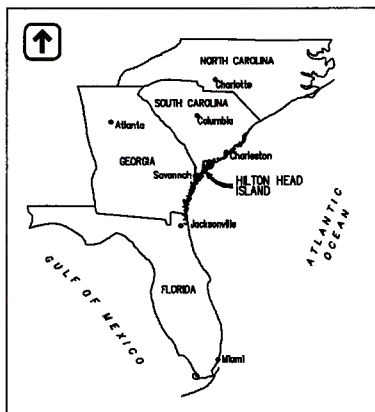 NORTH CAROLINA
Charlotte
SOUTH CAROLINA
Columbia
Atlanta
GEORGIA
Charleston
Savannah
HILTON HEAD
ISLAND
Jacksonville
ATLANTIC
OCEAN
GULF OF MEXICO
FLORIDA
Miami